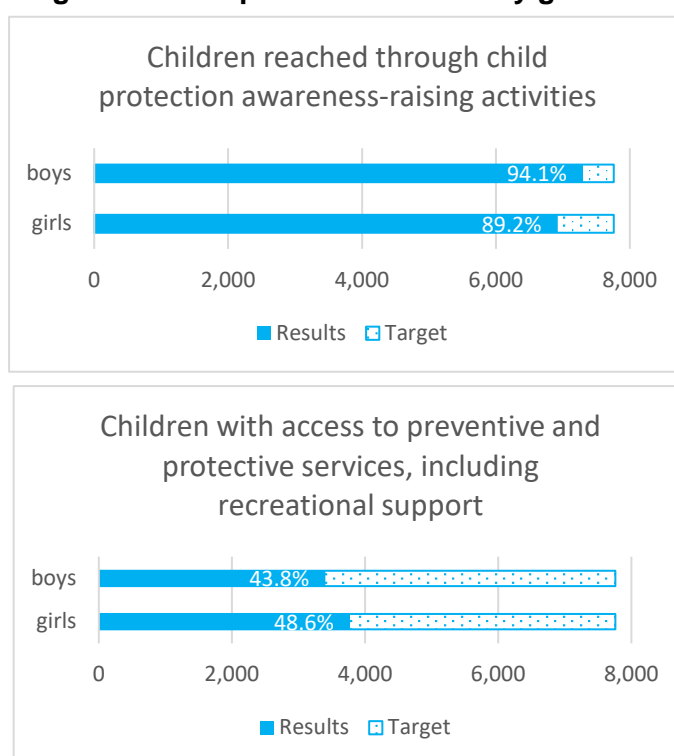 Children reached through child
protection awareness-raising activities
boys
94.1%
girls
89.2%
0 2,000 4,000 6,000 8,000
Results Target
Children with access to preventive and
protective services, including
recreational support
boys
43.8%
girls
48.6%
0 2,000 4,000 6,000 8,000
Results Target